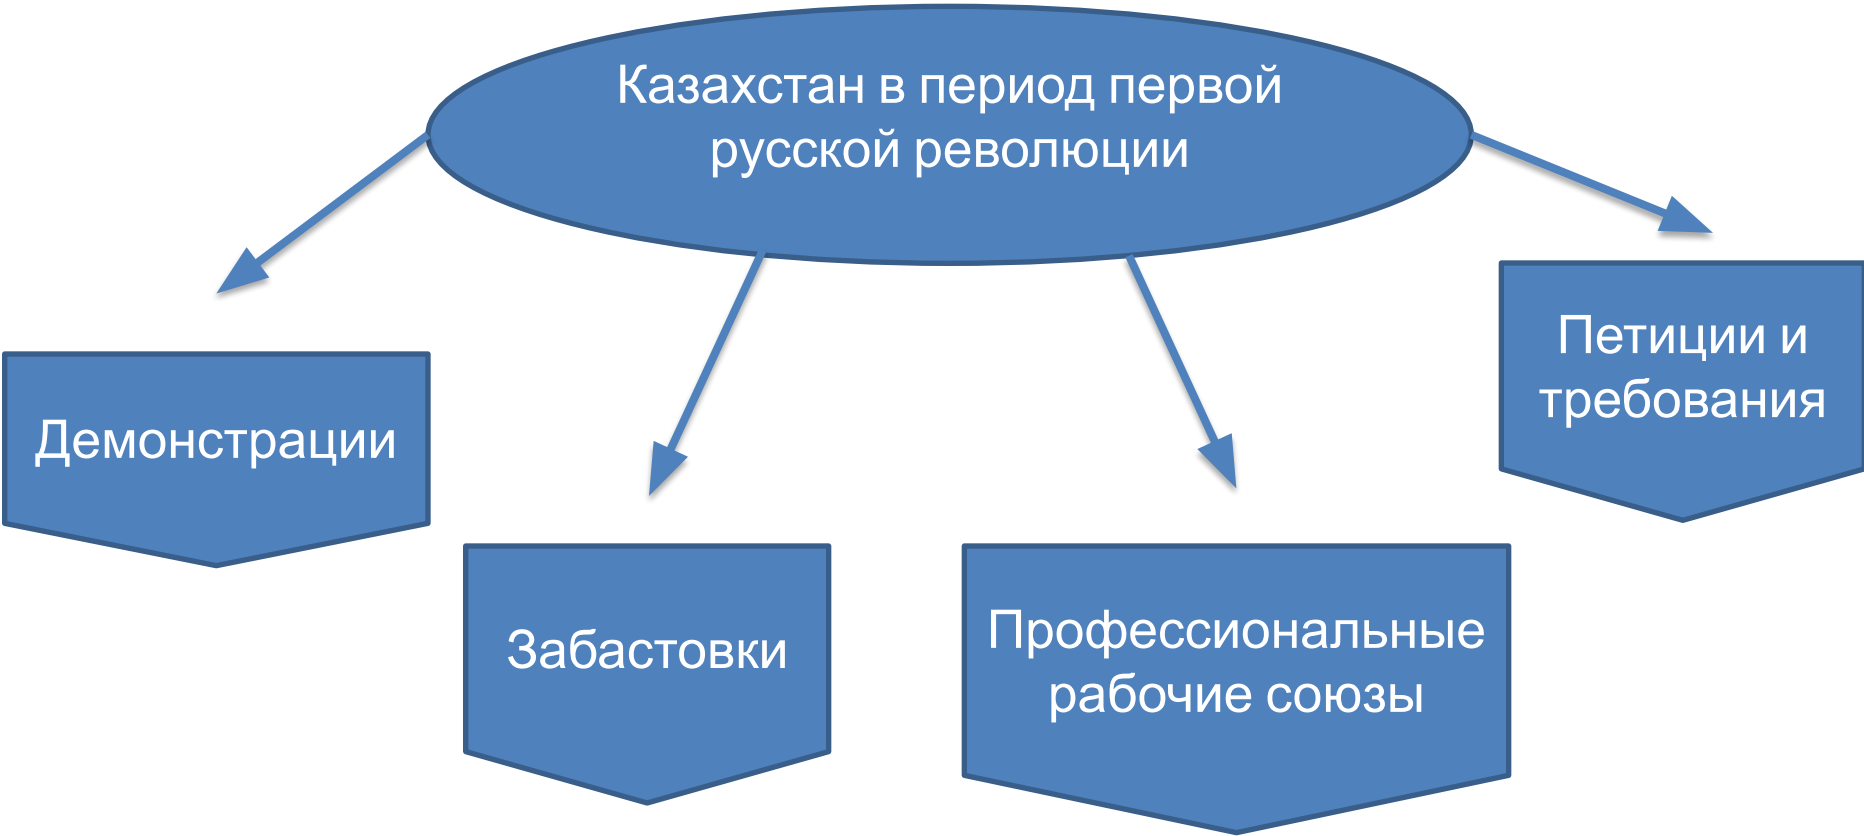 Казахстан в период первой
русской революции
Демонстрации
Забастовки
Профессиональные
рабочие союзы
Петиции и
требования